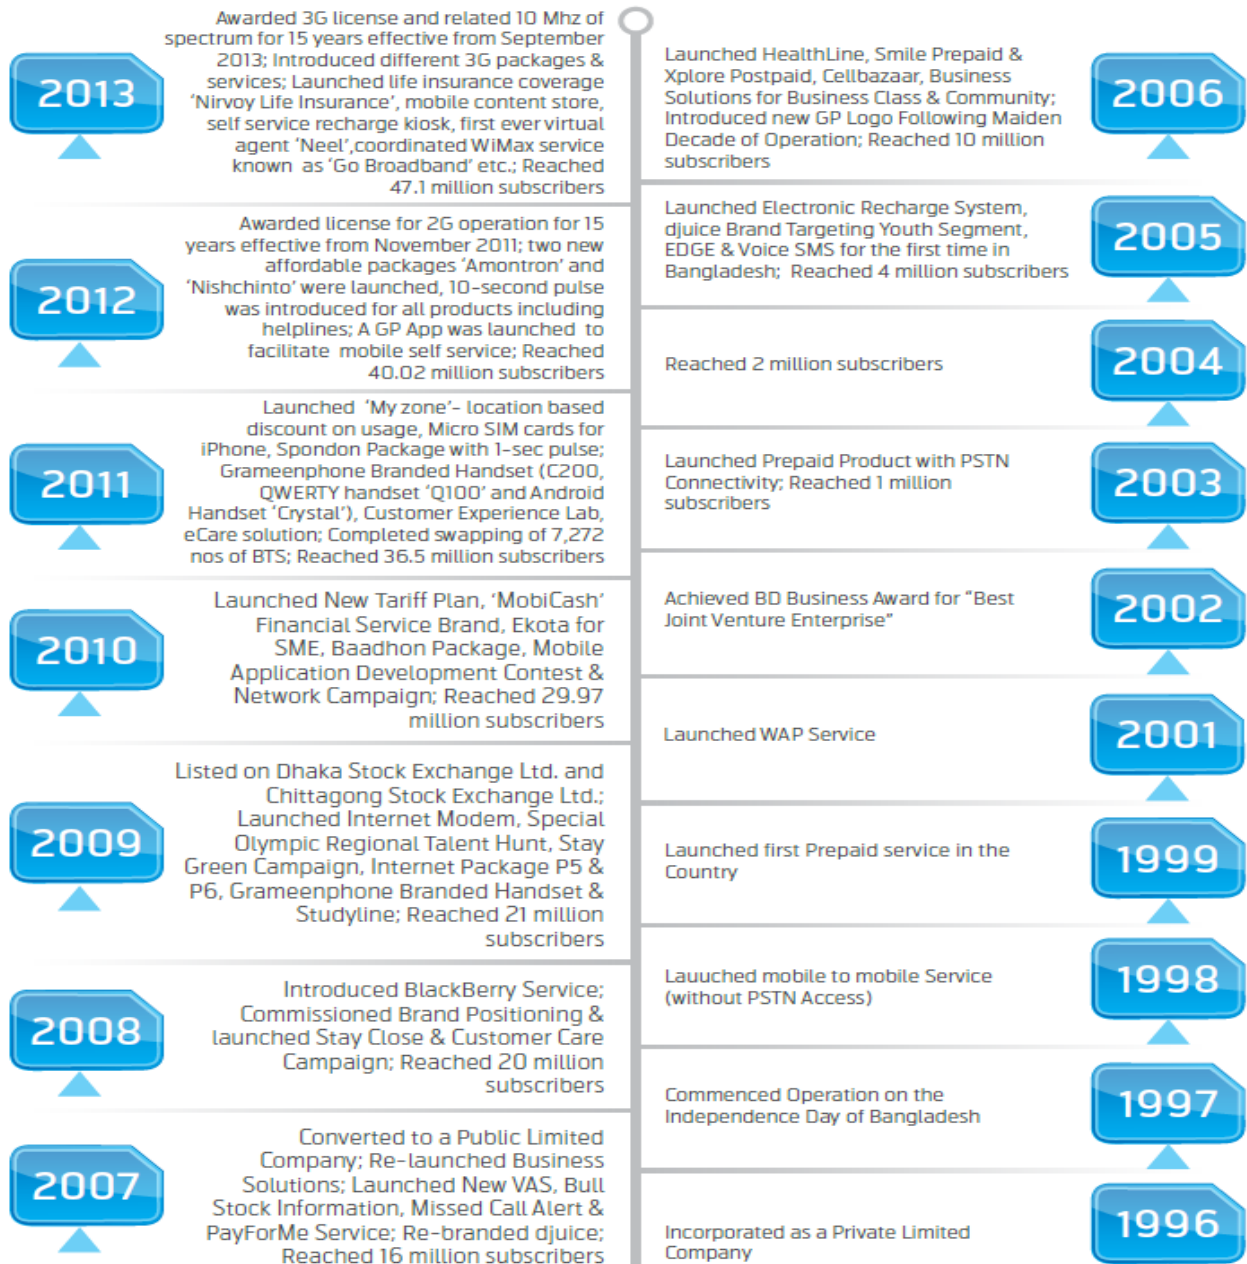 2013
Awarded 3G license and related 10 Mhz of
spectrum for 15 years effective from September
2013; Introduced different 3G packages &
services; Launched life insurance coverage
‘Nirvoy Life Insurance’, mobile content store,
self service recharge kiosk, first ever virtual
agent ‘Neel’,coordinated WiMax service
known as ‘Go Broadband’ etc.; Reached
47.1 million subscribers
2012
Awarded license for 2G operation for 15
years effective from November 2011; two new
affordable packages ‘Amontron’ and
‘Nishchinto’ were launched, 10-second pulse
was introduced for all products including
helplines; A GP App was launched to
facilitate mobile self service; Reached
40.02 million subscribers
2011
Launched ‘My zone’- location based
discount on usage, Micro SIM cards for
iPhone, Spondon Package with 1-sec pulse;
Grameenphone Branded Handset (C200,
QWERTY handset ‘Q100’ and Android
Handset ‘Crystal’), Customer Experience Lab,
eCare solution; Completed swapping of 7,272
nos of BTS; Reached 36.5 million subscribers
2010
Launched New Tariff Plan, ‘MobiCash’
Financial Service Brand, Ekota for
SME, Baadhon Package, Mobile
Application Development Contest &
Network Campaign; Reached 29.97
million subscribers
2009
Listed on Dhaka Stock Exchange Ltd. and
Chittagong Stock Exchange Ltd.;
Launched Internet Modem, Special
Olympic Regional Talent Hunt, Stay
Green Campaign, Internet Package P5 &
P6, Grameenphone Branded Handset &
Studyline; Reached 21 million
subscribers
2008
Introduced BlackBerry Service;
Commissioned Brand Positioning &
launched Stay Close & Customer Care
Campaign; Reached 20 million
subscribers
2007
Converted to a Public Limited
Company; Re-launched Business
Solutions; Launched New VAS, Bull
Stock Information, Missed Call Alert &
PayForMe Service; Re-branded djuice;
Reached 16 million subscribers
Launched HealthLine, Smile Prepaid &
Xplore Postpaid, Cellbazaar, Business
Solutions for Business Class & Community;
Introduced new GP Logo Following Maiden
Decade of Operation; Reached 10 million
subscribers
2006
Launched Electronic Recharge System,
djuice Brand Targeting Youth Segment,
EDGE & Voice SMS for the first time in
Bangladesh; Reached 4 million subscribers
2005
Reached 2 million subscribers
2004
Launched Prepaid Product with PSTN
Connectivity; Reached 1 million
subscribers
2003
Achieved BD Business Award for “Best
Joint Venture Enterprise”
2002
Launched WAP Service
2001
Launched first Prepaid service in the
Country
1999
Lauuched mobile to mobile Service
(without PSTN Access)
1998
Commenced Operation on the
Independence Day of Bangladesh
1997
Incorporated as a Private Limited
Company
1996